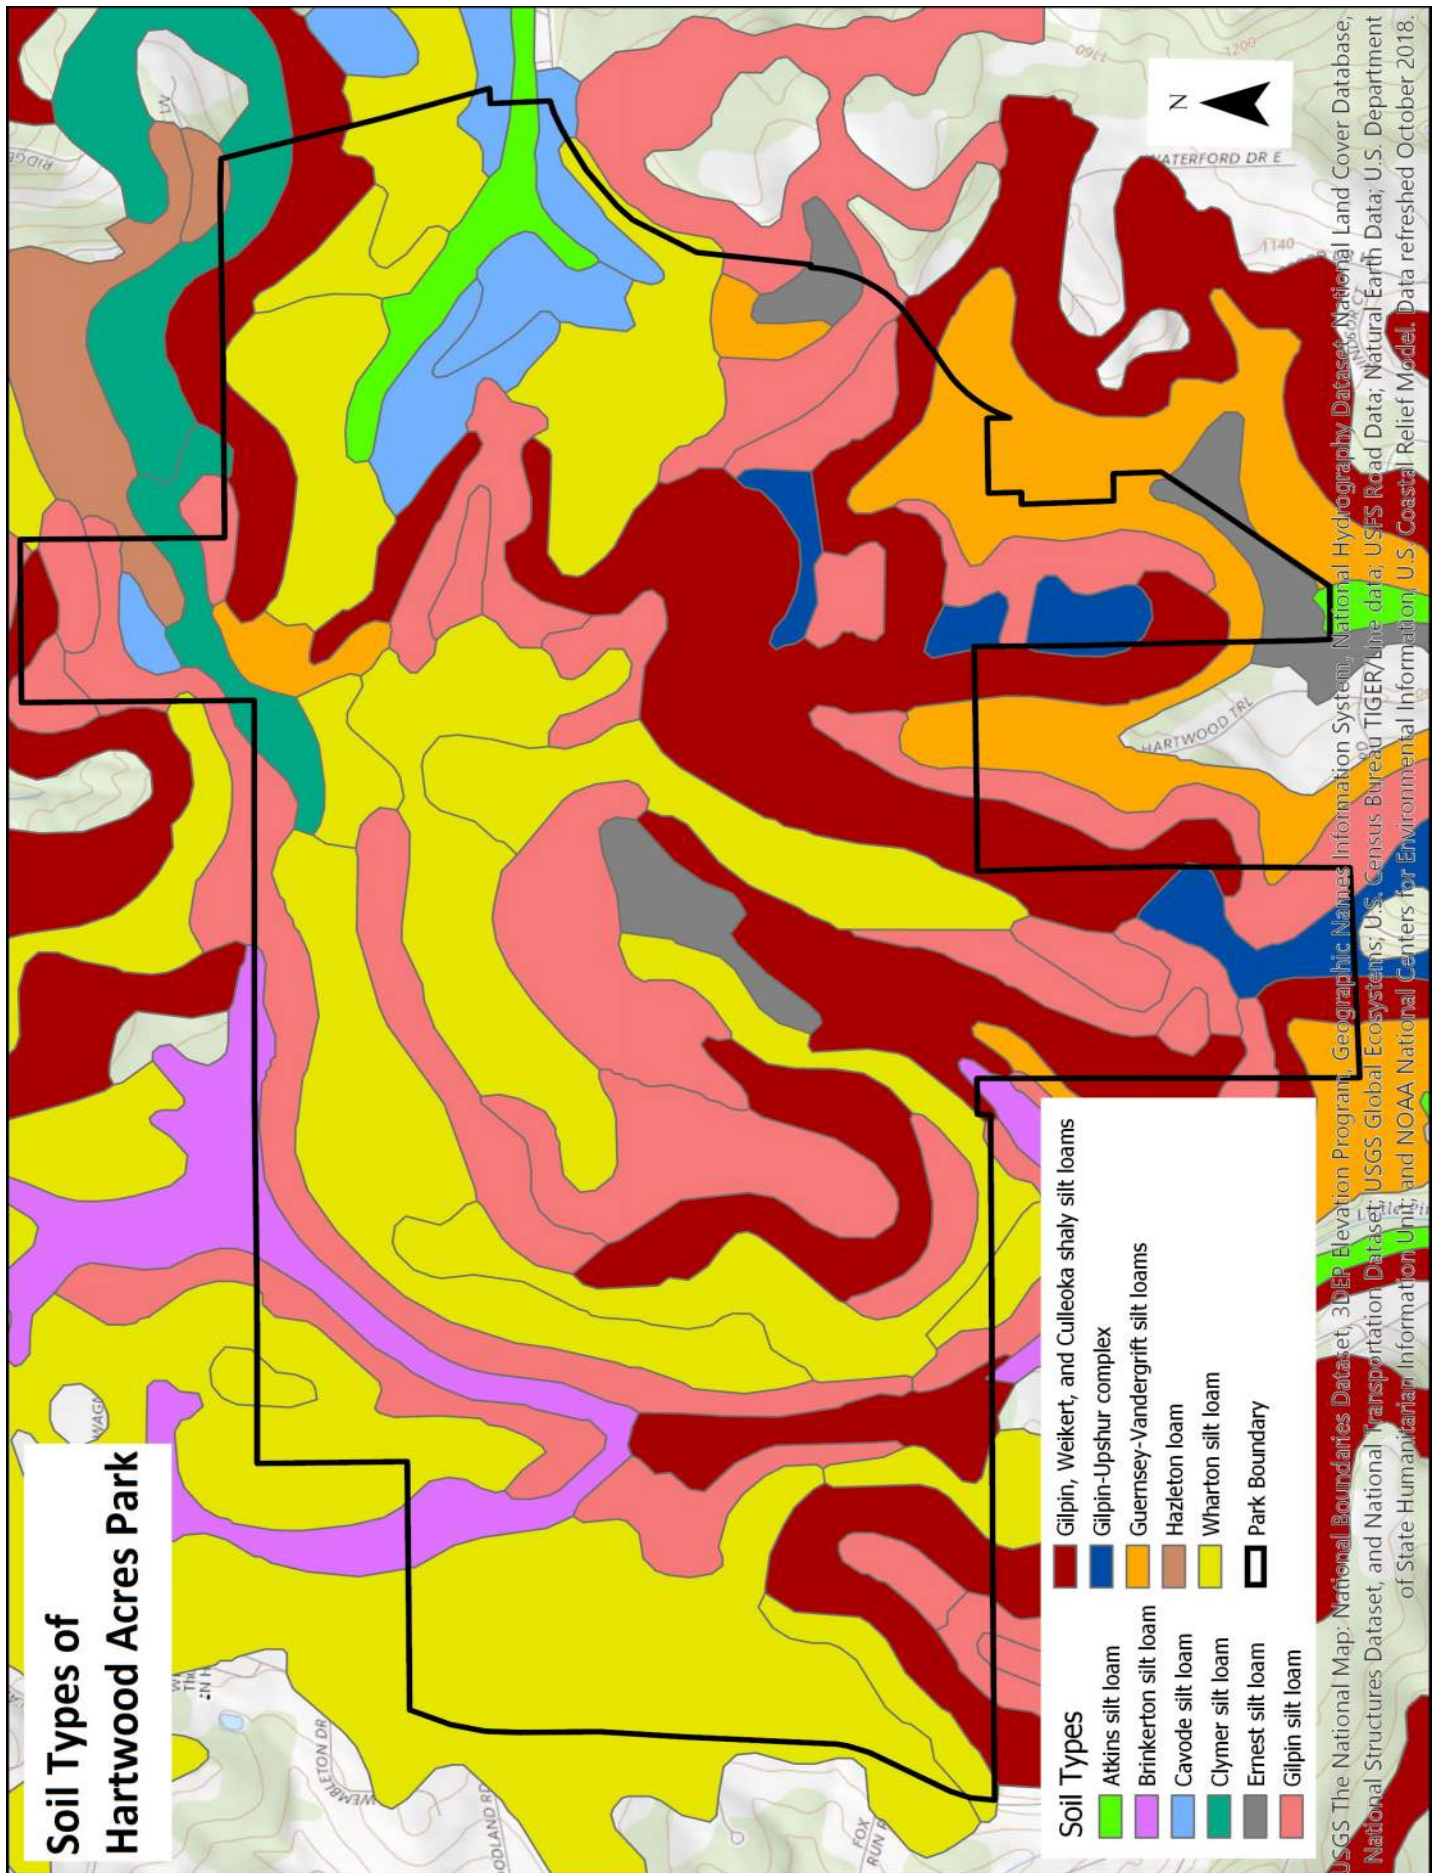 Soil Types of
Hartwood Acres Park
RIDGE
WAGN
WEMBLETON DR
ODLAND RD
FOX
RUN R
HARTWOOD TRL
RD
WATERFORD DR E
1160
1200
1140
N
Soil Types
Atkins silt loam
Brinkerton silt loam
Cavode silt loam
Clymer silt loam
Ernest silt loam
Gilpin silt loam
Gilpin, Weikert, and Culleoka shaly silt loams
Gilpin-Upshur complex
Guernsey-Vandergrift silt loams
Hazleton loam
Wharton silt loam
Park Boundary
USGS The National Map: National Boundaries Dataset, 3DEP Elevation Program, Geographic Names Information System, National Hydrography Dataset, National Land Cover Database,
National Structures Dataset, and National Transportation Dataset; USGS Global Ecosystems; U.S. Census Bureau TIGER/Line data; USFS Road Data; Natural Earth Data; U.S. Department
of State Humanitarian Information Unit; and NOAA National Centers for Environmental Information, U.S. Coastal Relief Model. Data refreshed October 2018.